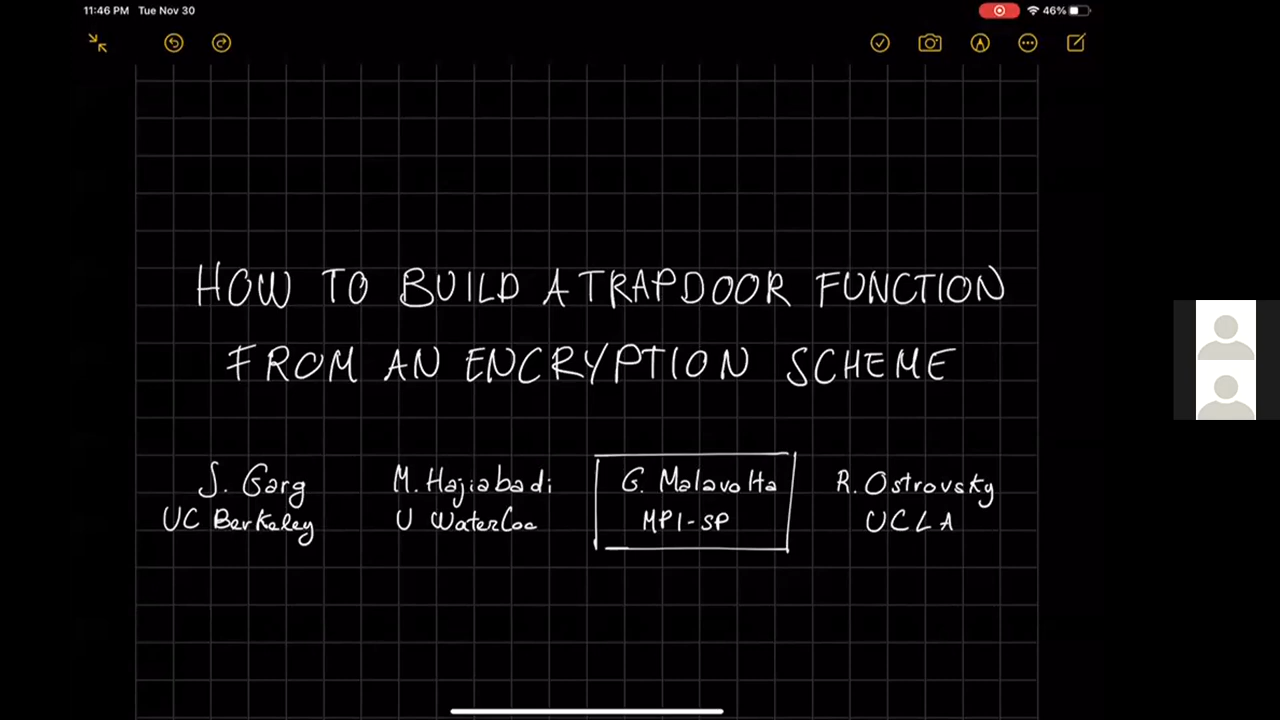 11:46 PM Tue Nov 30
46%
HOW TO BUILD A TRAPDOOR FUNCTION
FROM AN ENCRYPTION SCHEME
S. Garg
UC Berkeley
M. Hajiabadi
U Waterloo
G. Malavolta
MPI-SP
R. Ostrovsky
UCLA